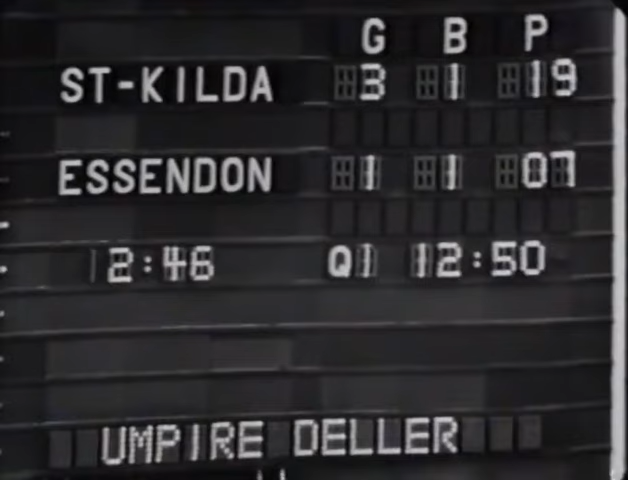 G B P
ST-KILDA 3 1 19
ESSENDON 1 1 07
2:46 Q1 12:50
UMPIRE DELLER